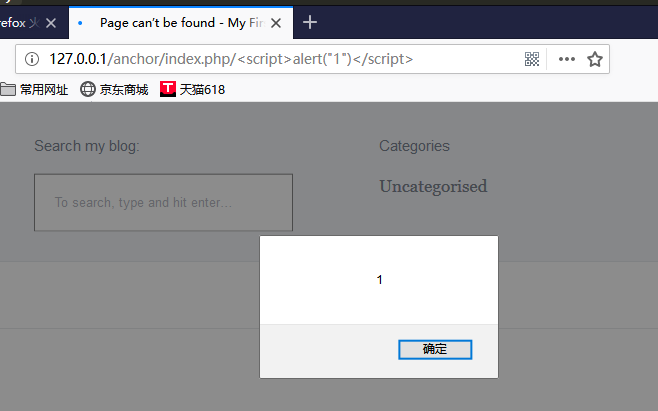 refox 火
Page can't be found - My Fir
127.0.0.1/anchor/index.php/<script>alert("1")</script>
常用网址 京东商城 T 天猫618
Search my blog: Categories
To search, type and hit enter... Uncategorised
1
确定